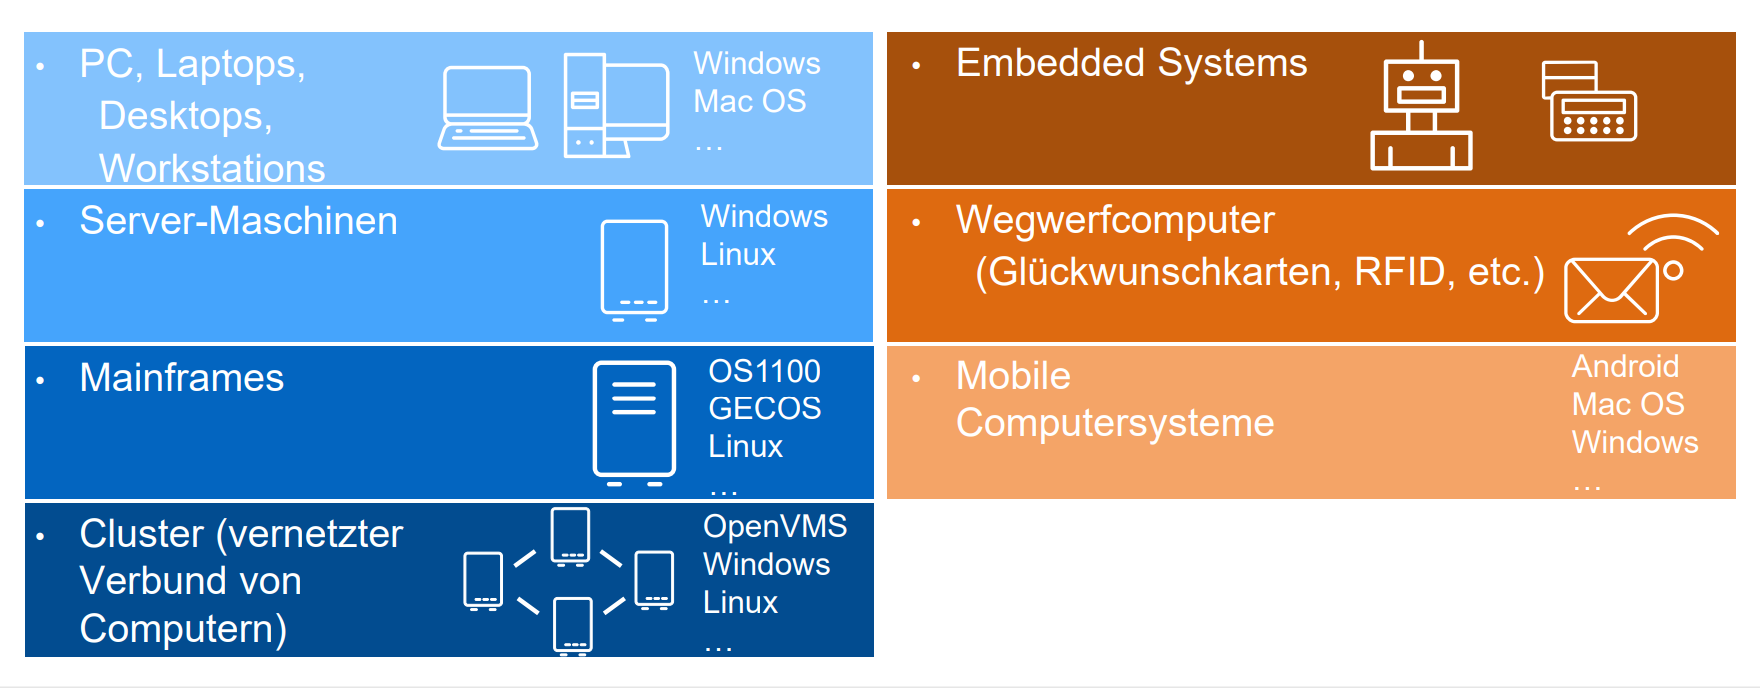 • PC, Laptops,
Desktops,
Workstations
Windows
Mac OS
…
• Server-Maschinen
Windows
Linux
…
• Mainframes
OS1100
GECOS
Linux
…
• Cluster (vernetzter
Verbund von
Computern)
OpenVMS
Windows
Linux
…
• Embedded Systems
• Wegwerfcomputer
(Glückwunschkarten, RFID, etc.)
• Mobile
Computersysteme
Android
Mac OS
Windows
…